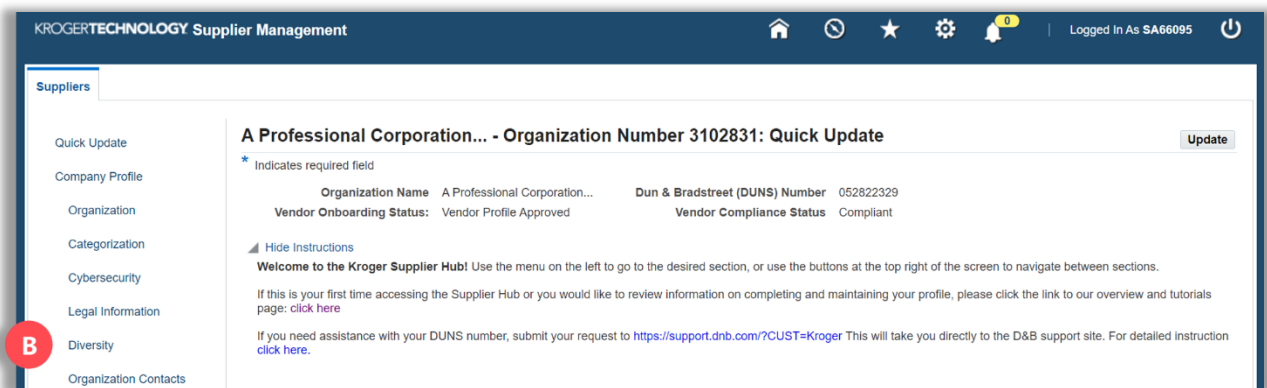 KROGERTECHNOLOGY Supplier Management
0
Logged In As SA66095
Suppliers
Quick Update
Company Profile
Organization
Categorization
Cybersecurity
Legal Information
B
Diversity
Organization Contacts
A Professional Corporation... - Organization Number 3102831: Quick Update
Update
* Indicates required field
Organization Name A Professional Corporation... Dun & Bradstreet (DUNS) Number 052822329
Vendor Onboarding Status: Vendor Profile Approved Vendor Compliance Status Compliant
Hide Instructions
Welcome to the Kroger Supplier Hub! Use the menu on the left to go to the desired section, or use the buttons at the top right of the screen to navigate between sections.
If this is your first time accessing the Supplier Hub or you would like to review information on completing and maintaining your profile, please click the link to our overview and tutorials
page: click here
If you need assistance with your DUNS number, submit your request to https://support.dnb.com/?CUST=Kroger This will take you directly to the D&B support site. For detailed instruction
click here.